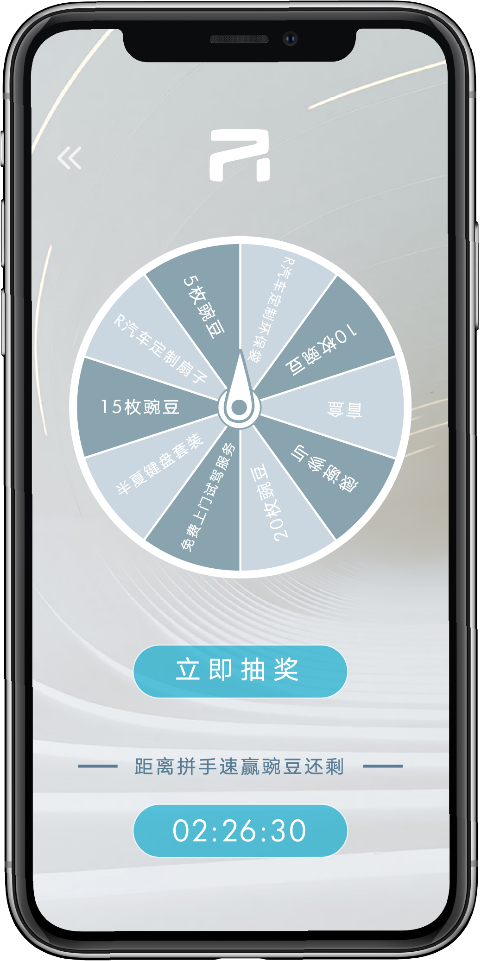 R汽车定制环保袋
10枚豌豆
盲盒
感谢参与
20枚豌豆
免费上门试驾服务
半夏键盘套装
15枚豌豆
R汽车定制扇子
5枚豌豆
立即抽奖
距离拼手速赢豌豆还剩
02:26:30